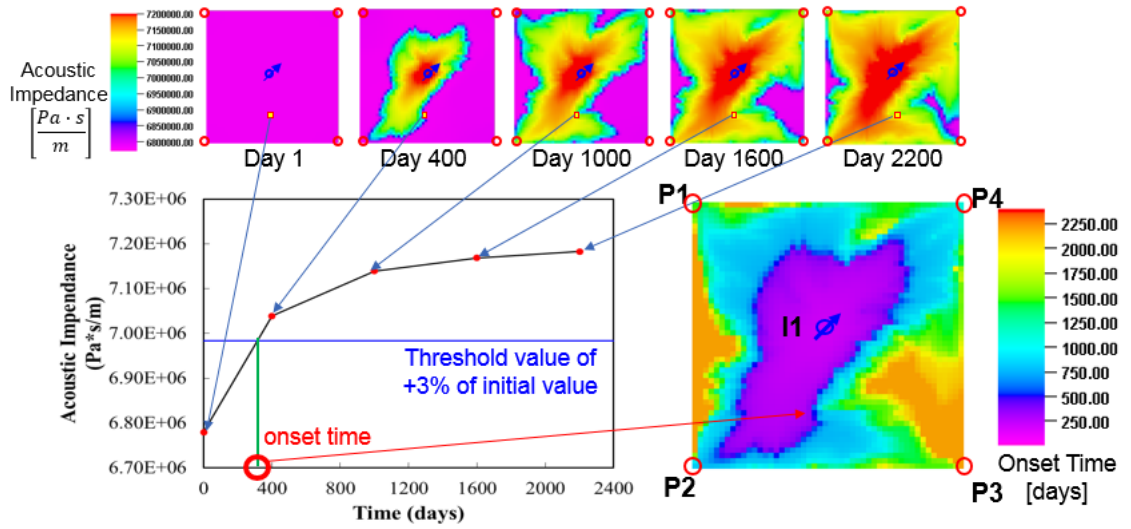 Acoustic
Impedance
[Pa · s / m]
7200000.00
7150000.00
7100000.00
7050000.00
7000000.00
6950000.00
6900000.00
6850000.00
6800000.00
Day 1
Day 400
Day 1000
Day 1600
Day 2200
7.30E+06
7.20E+06
7.10E+06
7.00E+06
6.90E+06
6.80E+06
6.70E+06
Acoustic Impendance
(Pa*s/m)
Threshold value of
+3% of initial value
onset time
0
400
800
1200
1600
2000
2400
Time (days)
P1
P4
I1
P2
P3
2250.00
2000.00
1750.00
1500.00
1250.00
1000.00
750.00
500.00
250.00
Onset Time
[days]